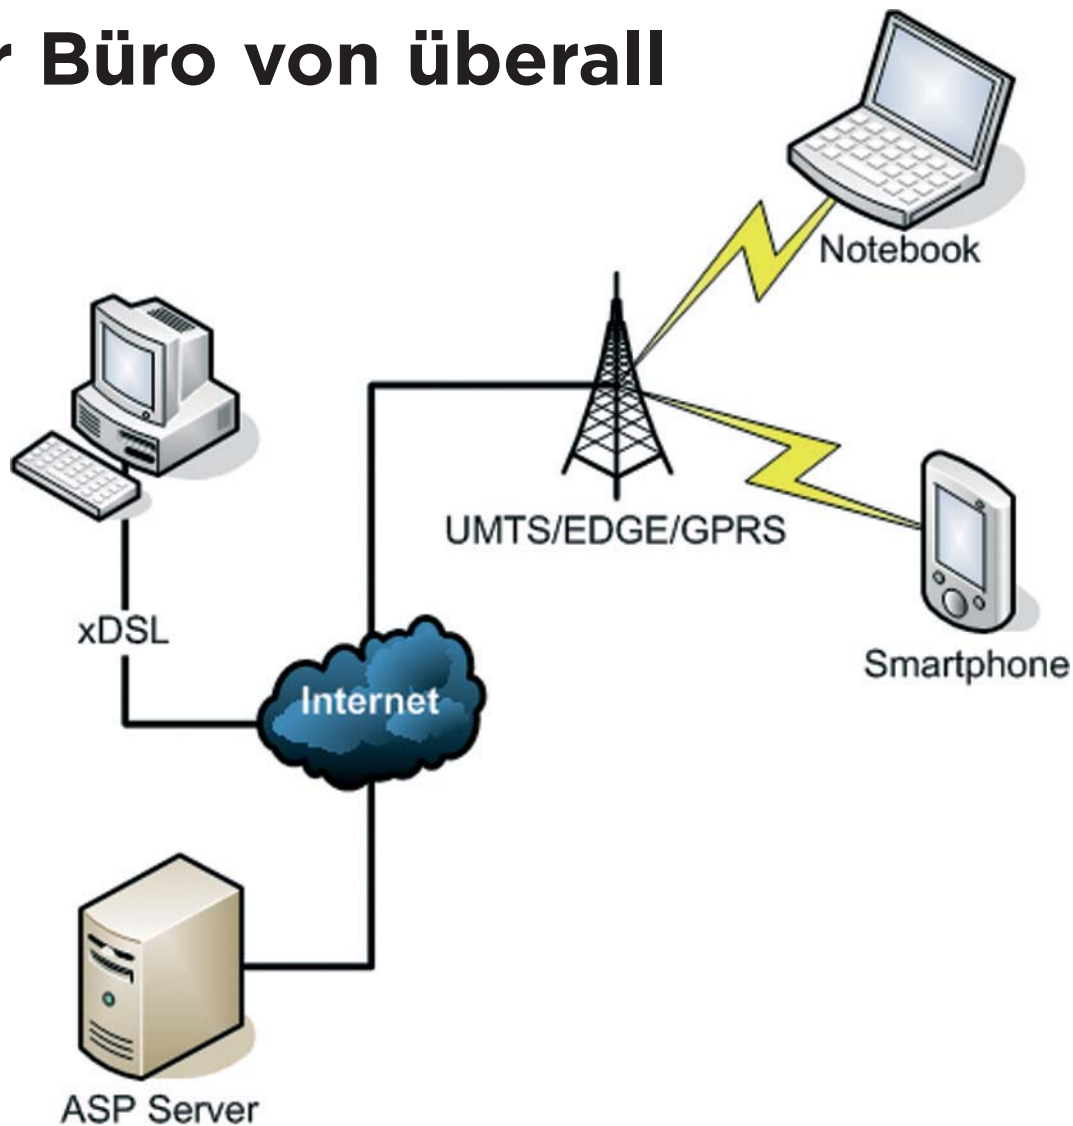 Büro von überall
Notebook
UMTS/EDGE/GPRS
xDSL
Smartphone
Internet
ASP Server